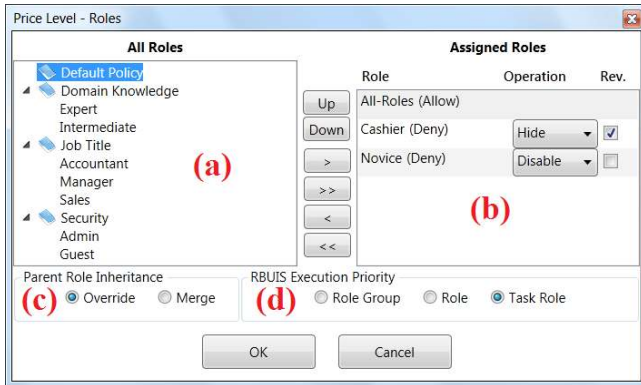 Price Level - Roles
All Roles
Default Policy
Domain Knowledge
Expert
Intermediate
Job Title
Accountant
Manager
Sales
Security
Admin
Guest
(a)
Up
Down
>
>>
<
<<
Assigned Roles
Role Operation Rev.
All-Roles (Allow)
Cashier (Deny) Hide
Novice (Deny) Disable
(b)
Parent Role Inheritance
(c) Override Merge
RBUIS Execution Priority
(d) Role Group Role Task Role
OK Cancel